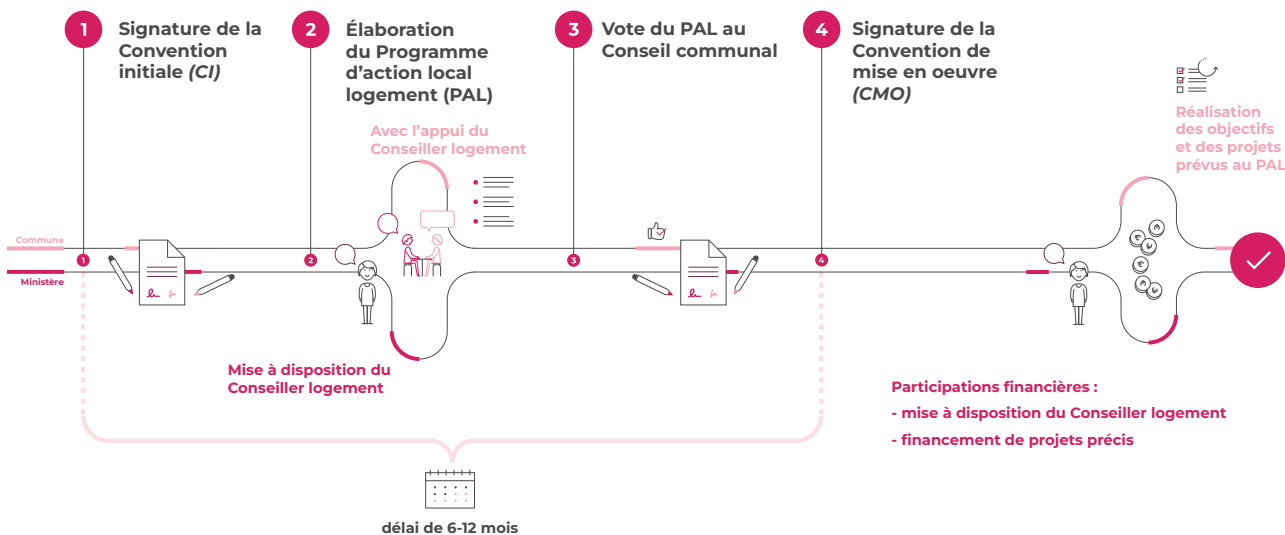 1
Signature de la
Convention
initiale (CI)
2
Élaboration
du Programme
d'action local
logement (PAL)
3
Vote du PAL au
Conseil communal
4
Signature de la
Convention de
mise en oeuvre
(CMO)
Avec l'appui du
Conseiller logement
Réalisation
des objectifs
et des projets
prévus au PAL
Commune
1
2
3
4
Ministère
Mise à disposition du
Conseiller logement
Participations financières :
- mise à disposition du Conseiller logement
- financement de projets précis
délai de 6-12 mois